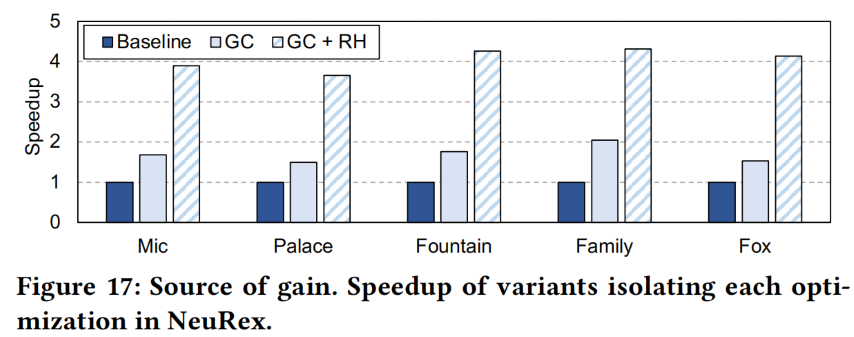 5
4
3
2
1
0
Speedup
Baseline GC GC + RH
Mic Palace Fountain Family Fox
Figure 17: Source of gain. Speedup of variants isolating each opti-
mization in NeuRex.